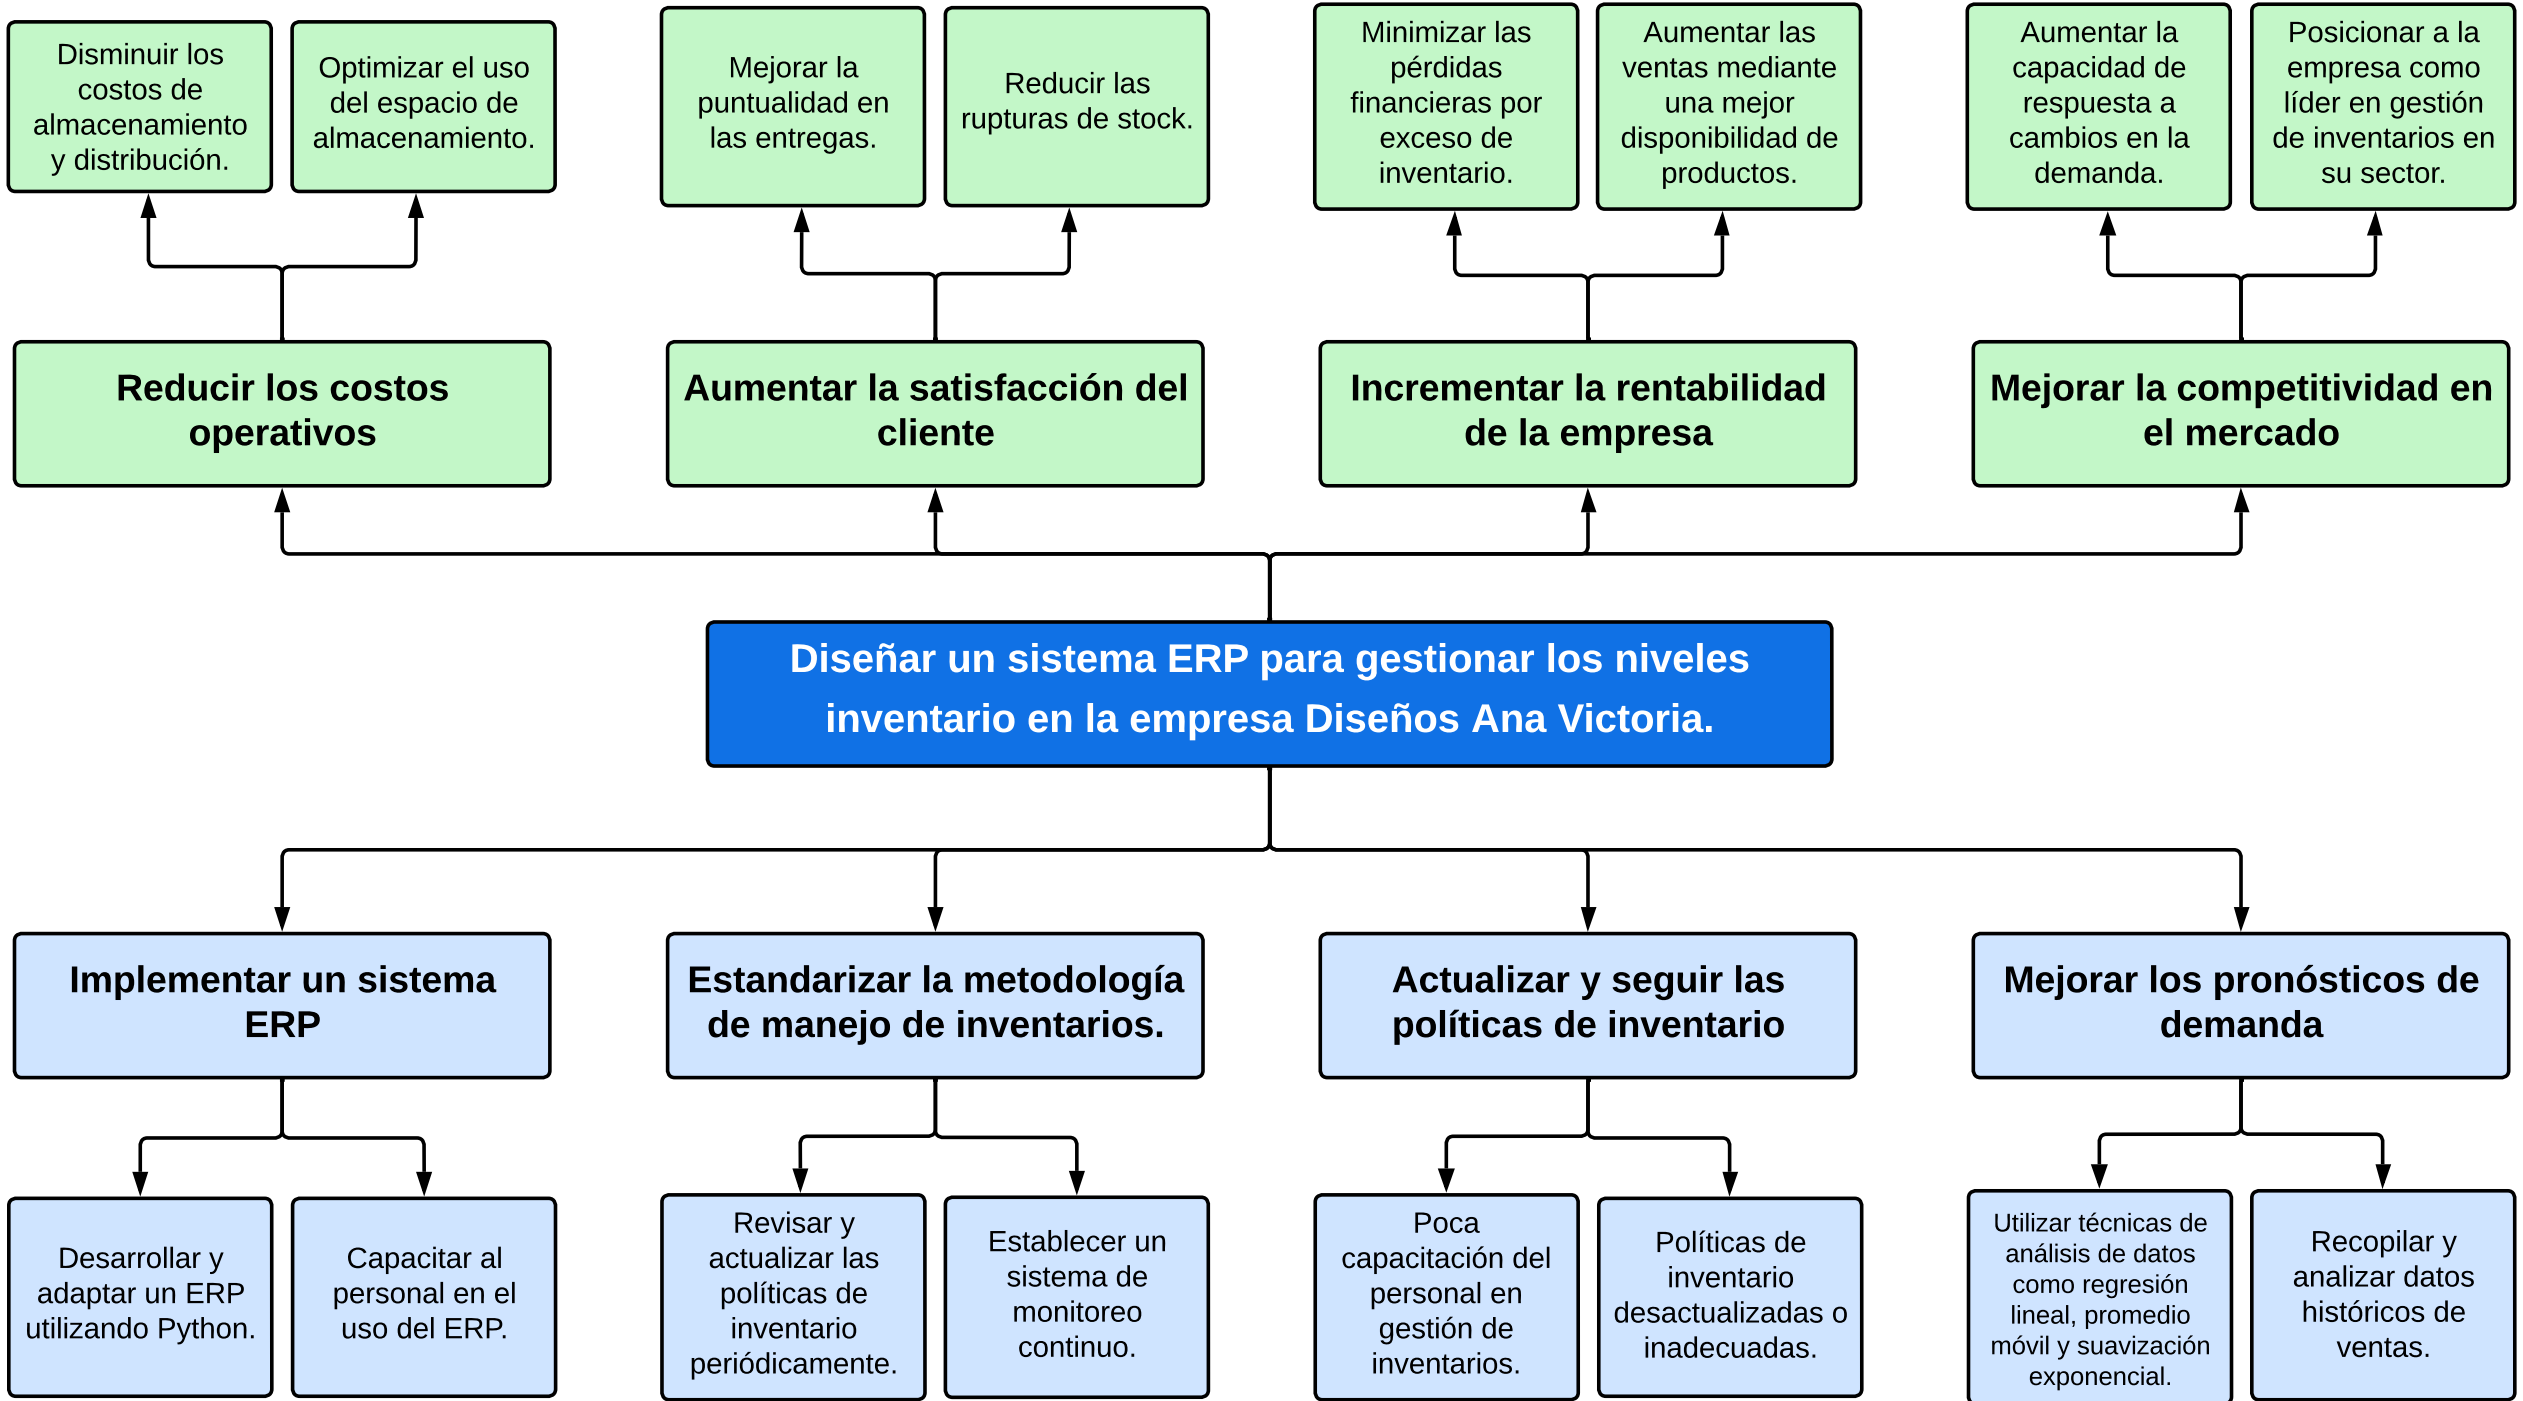 Disminuir los
costos de
almacenamiento
y distribución.
Optimizar el uso
del espacio de
almacenamiento.
Mejorar la
puntualidad en
las entregas.
Reducir las
rupturas de stock.
Minimizar las
pérdidas
financieras por
exceso de
inventario.
Aumentar las
ventas mediante
una mejor
disponibilidad de
productos.
Aumentar la
capacidad de
respuesta a
cambios en la
demanda.
Posicionar a la
empresa como
líder en gestión
de inventarios en
su sector.
Reducir los costos
operativos
Aumentar la satisfacción del
cliente
Incrementar la rentabilidad
de la empresa
Mejorar la competitividad en
el mercado
Diseñar un sistema ERP para gestionar los niveles
inventario en la empresa Diseños Ana Victoria.
Implementar un sistema
ERP
Estandarizar la metodología
de manejo de inventarios.
Actualizar y seguir las
políticas de inventario
Mejorar los pronósticos de
demanda
Desarrollar y
adaptar un ERP
utilizando Python.
Capacitar al
personal en el
uso del ERP.
Revisar y
actualizar las
políticas de
inventario
periódicamente.
Establecer un
sistema de
monitoreo
continuo.
Poca
capacitación del
personal en
gestión de
inventarios.
Políticas de
inventario
desactualizadas o
inadecuadas.
Utilizar técnicas de
análisis de datos
como regresión
lineal, promedio
móvil y suavización
exponencial.
Recopilar y
analizar datos
históricos de
ventas.